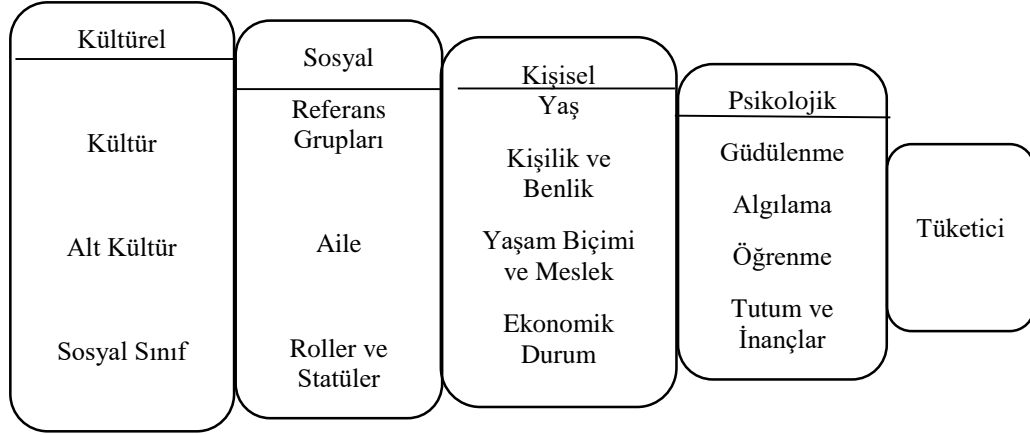 Kültürel
Kültür
Alt Kültür
Sosyal Sınıf
Sosyal
Referans
Grupları
Aile
Roller ve
Statüler
Kişisel
Yaş
Kişilik ve
Benlik
Yaşam Biçimi
ve Meslek
Ekonomik
Durum
Psikolojik
Güdülenme
Algılama
Öğrenme
Tutum ve
İnançlar
Tüketici